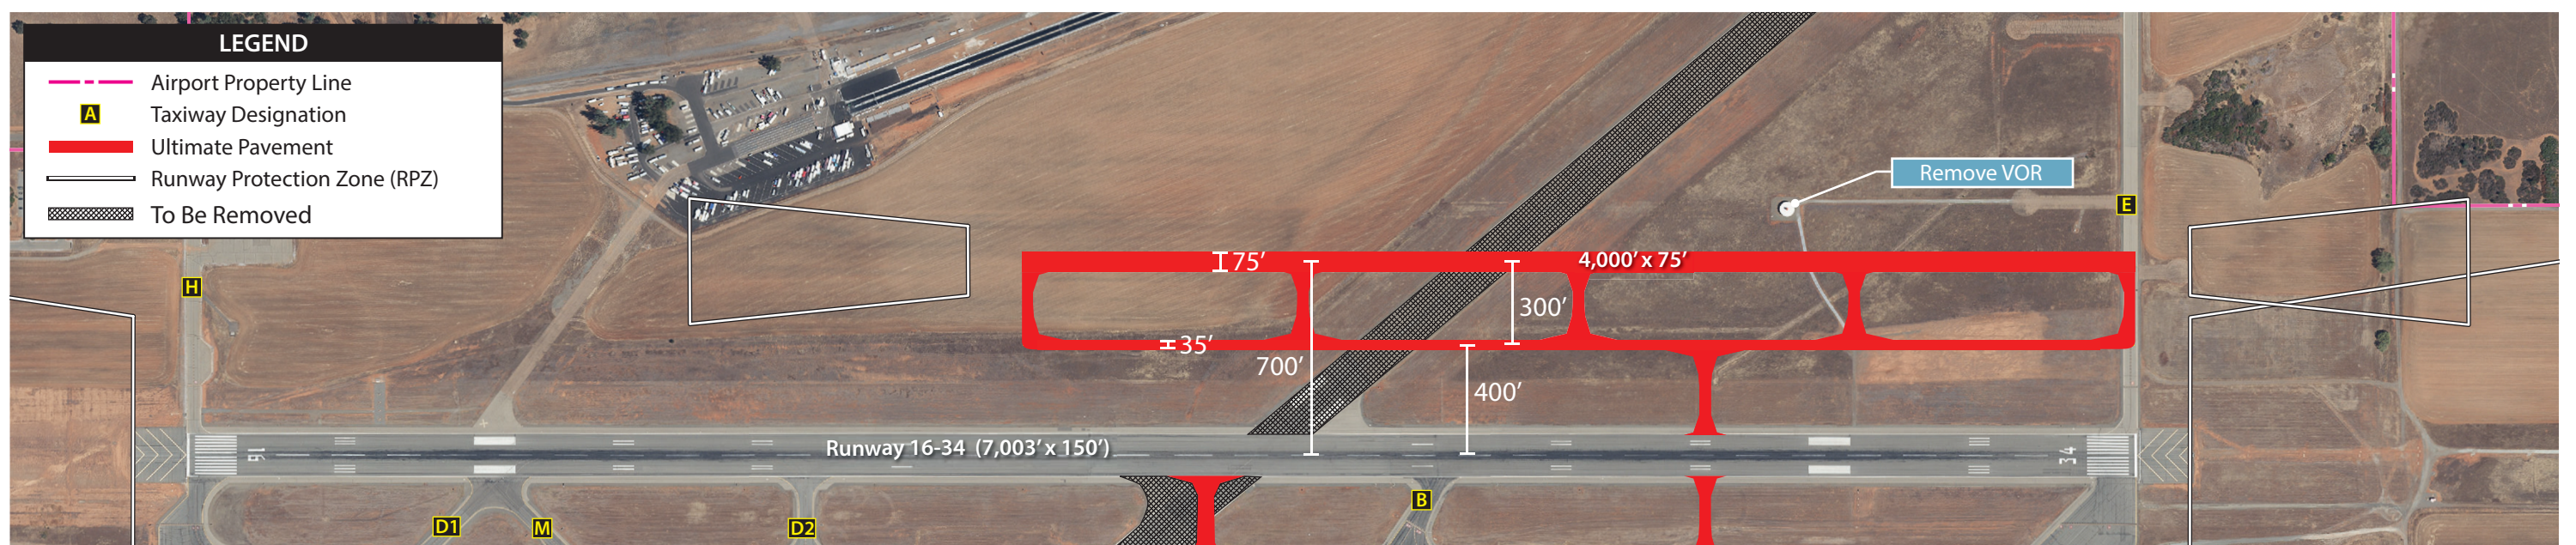 LEGEND
Airport Property Line
A Taxiway Designation
Ultimate Pavement
Runway Protection Zone (RPZ)
To Be Removed
Remove VOR
E
H
75’
4,000’ x 75’
300’
35’
700’
400’
Runway 16-34 (7,003’ x 150’)
16
34
D1
M
D2
B